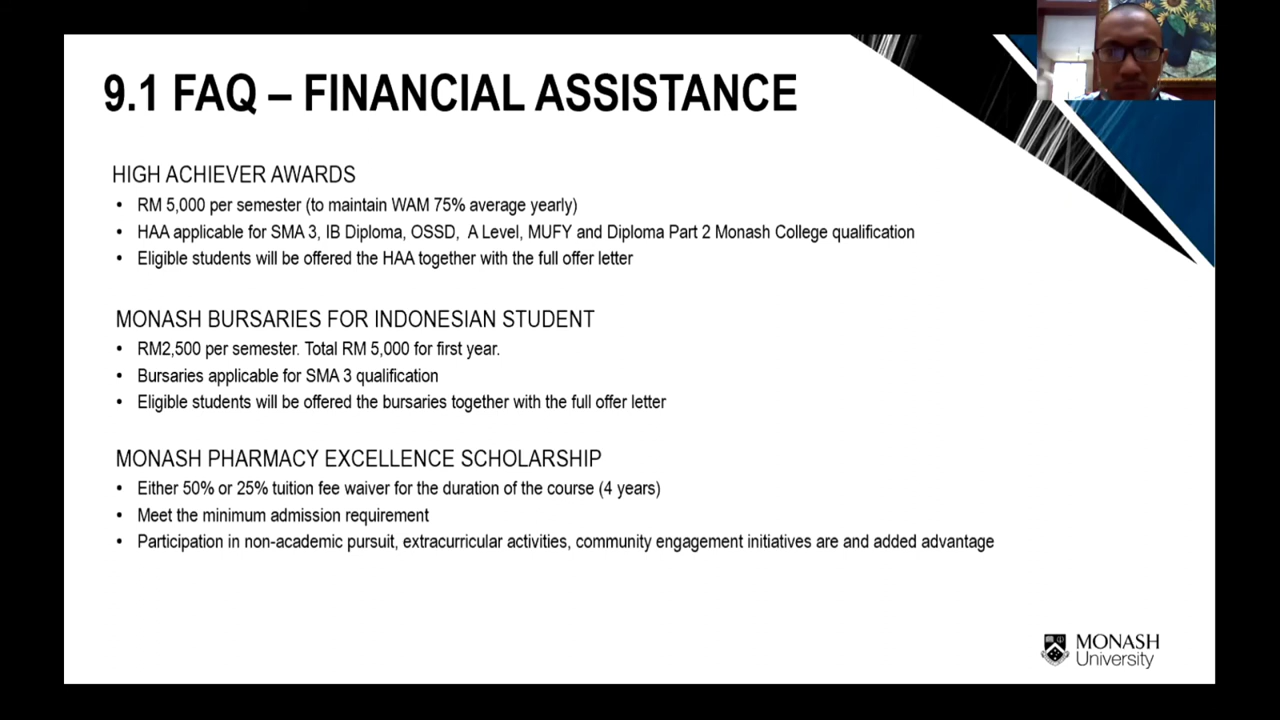 9.1 FAQ – FINANCIAL ASSISTANCE
HIGH ACHIEVER AWARDS
• RM 5,000 per semester (to maintain WAM 75% average yearly)
• HAA applicable for SMA 3, IB Diploma, OSSD, A Level, MUFY and Diploma Part 2 Monash College qualification
• Eligible students will be offered the HAA together with the full offer letter
MONASH BURSARIES FOR INDONESIAN STUDENT
• RM2,500 per semester. Total RM 5,000 for first year.
• Bursaries applicable for SMA 3 qualification
• Eligible students will be offered the bursaries together with the full offer letter
MONASH PHARMACY EXCELLENCE SCHOLARSHIP
• Either 50% or 25% tuition fee waiver for the duration of the course (4 years)
• Meet the minimum admission requirement
• Participation in non-academic pursuit, extracurricular activities, community engagement initiatives are and added advantage
MONASH
University